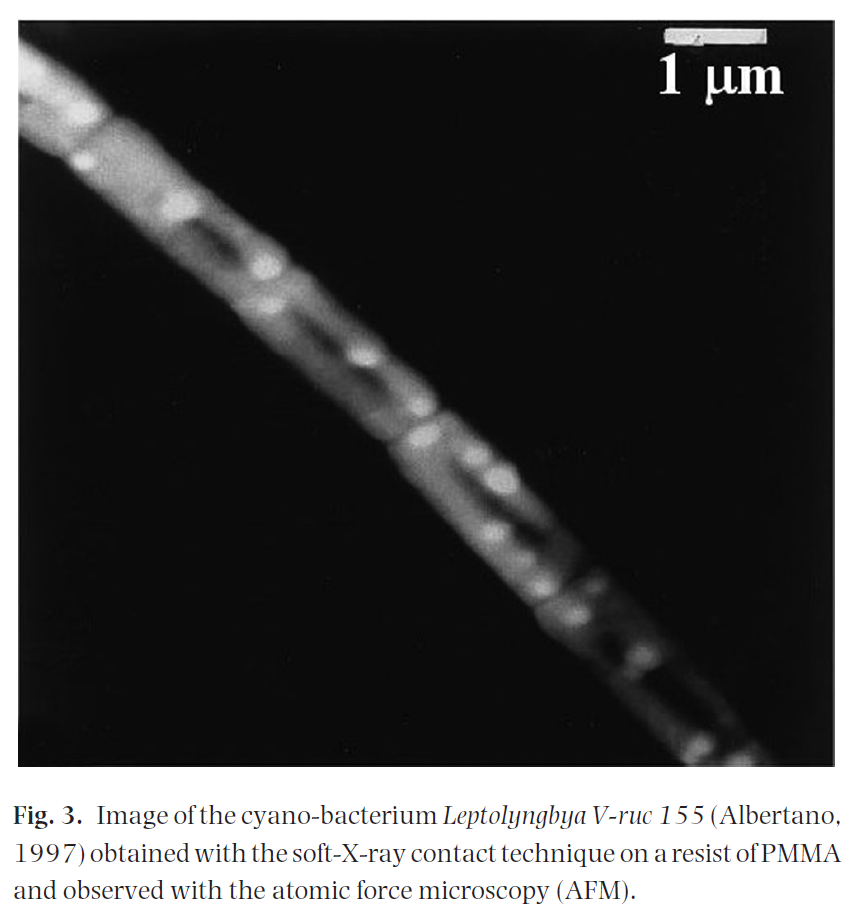 1 μm
Fig. 3. Image of the cyano-bacterium Leptolyngbya V-ruc 155 (Albertano,
1997) obtained with the soft-X-ray contact technique on a resist of PMMA
and observed with the atomic force microscopy (AFM).